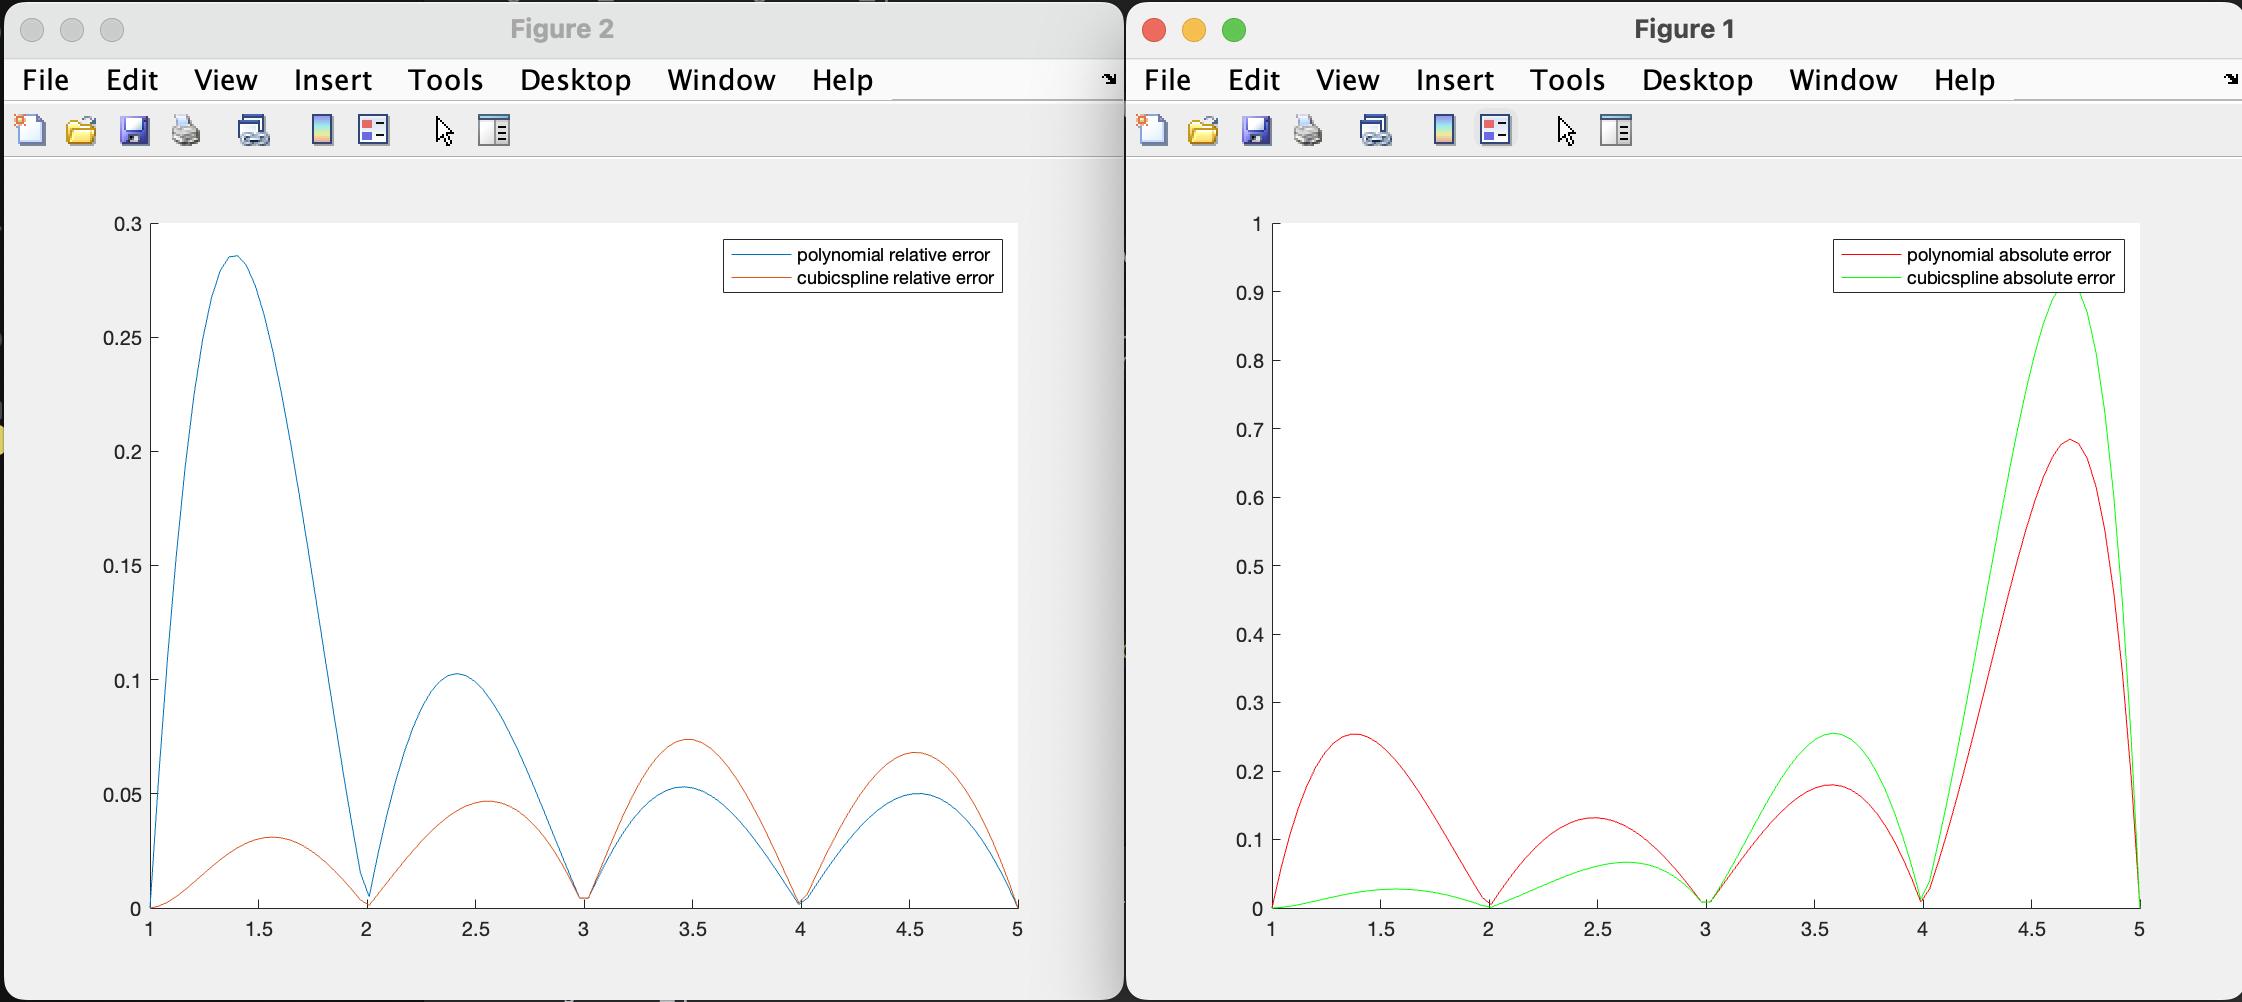 Figure 2
File Edit View Insert Tools Desktop Window Help
0.3
0.25
0.2
0.15
0.1
0.05
0
1 1.5 2 2.5 3 3.5 4 4.5 5
polynomial relative error
cubicspline relative error
Figure 1
File Edit View Insert Tools Desktop Window Help
1
0.9
0.8
0.7
0.6
0.5
0.4
0.3
0.2
0.1
0
1 1.5 2 2.5 3 3.5 4 4.5 5
polynomial absolute error
cubicspline absolute error